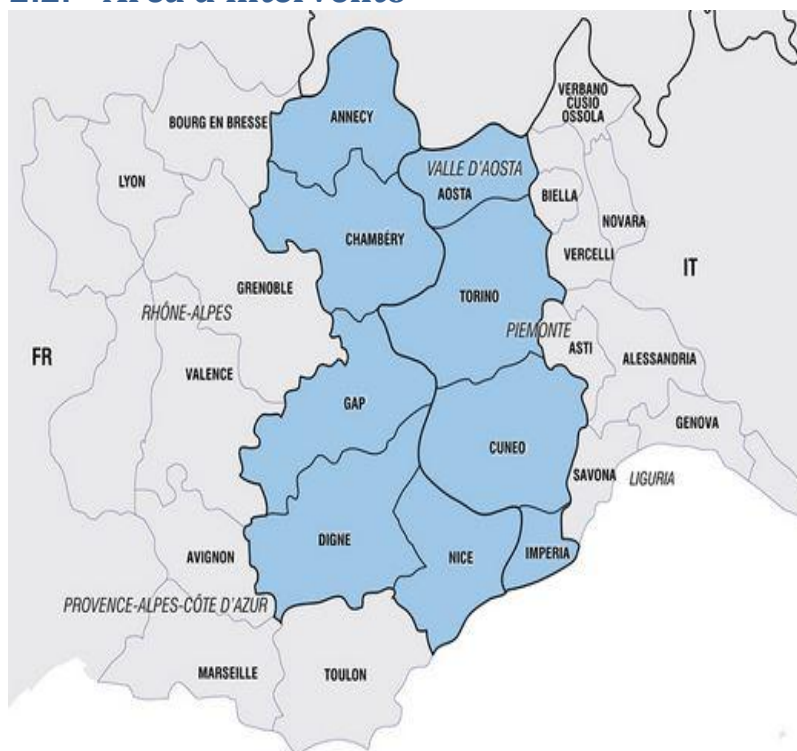 VERBANO
CUSIO
OSSOLA
BOURG EN BRESSE
ANNECY
LYON
VALLE D'AOSTA
AOSTA
BIELLA
NOVARA
CHAMBÉRY
VERCELLI
IT
GRENOBLE
TORINO
RHÔNE-ALPES
PIEMONTE
ASTI
FR
ALESSANDRIA
VALENCE
GAP
GENOVA
CUNEO
SAVONA
LIGURIA
DIGNE
AVIGNON
NICE
IMPERIA
PROVENCE-ALPES-CÔTE D'AZUR
MARSEILLE
TOULON